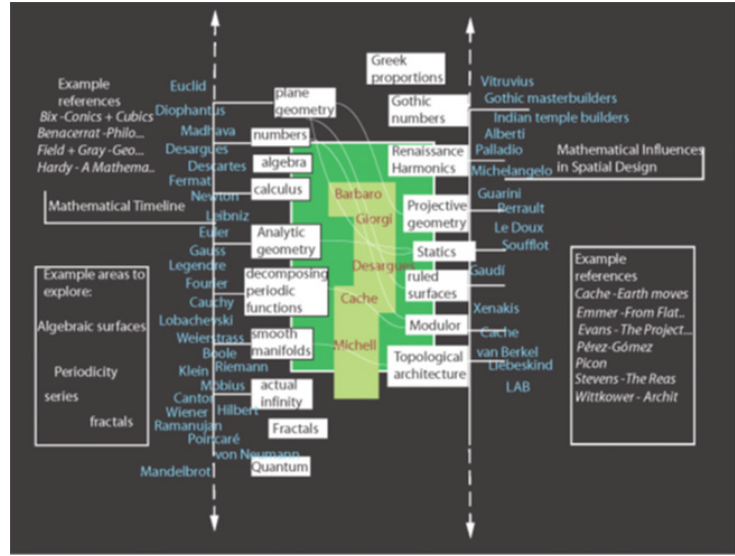 Example
references
Bix -Conics + Cubics
Benacerrat -Philo...
Field + Gray -Geo...
Hardy - A Mathema..
Mathematical Timeline
Example areas to
explore:
Algebraic surfaces
Periodicity
series
fractals
Euclid
Diophantus
Madhava
Desargues
Descartes
Fermat
Newton
Leibniz
Euler
Gauss
Legendre
Fourier
Cauchy
Lobachevski
Weierstrass
Boole
Riemann
Klein
Möbius
Cantor
Hilbert
Wiener
Ramanujan
Poincaré
von Neumann
Mandelbrot
plane
geometry
numbers
algebra
calculus
Analytic
geometry
decomposing
periodic
functions
smooth
manifolds
actual
infinity
Fractals
Quantum
Barbaro
Giorgi
Desargues
Cache
Michell
Greek
proportions
Gothic
numbers
Renaissance
Harmonics
Projective
geometry
Statics
ruled
surfaces
Modulor
Topological
architecture
Vitruvius
Gothic masterbuilders
Indian temple builders
Alberti
Palladio
Michelangelo
Guarini
Perrault
Le Doux
Soufflot
Gaudí
Xenakis
Cache
van Berkel
Liebeskind
LAB
Mathematical Influences
in Spatial Design
Example
references
Cache -Earth moves
Emmer -From Flat..
Evans - The Project...
Pérez-Gómez
Picon
Stevens -The Reas
Wittkower - Archit